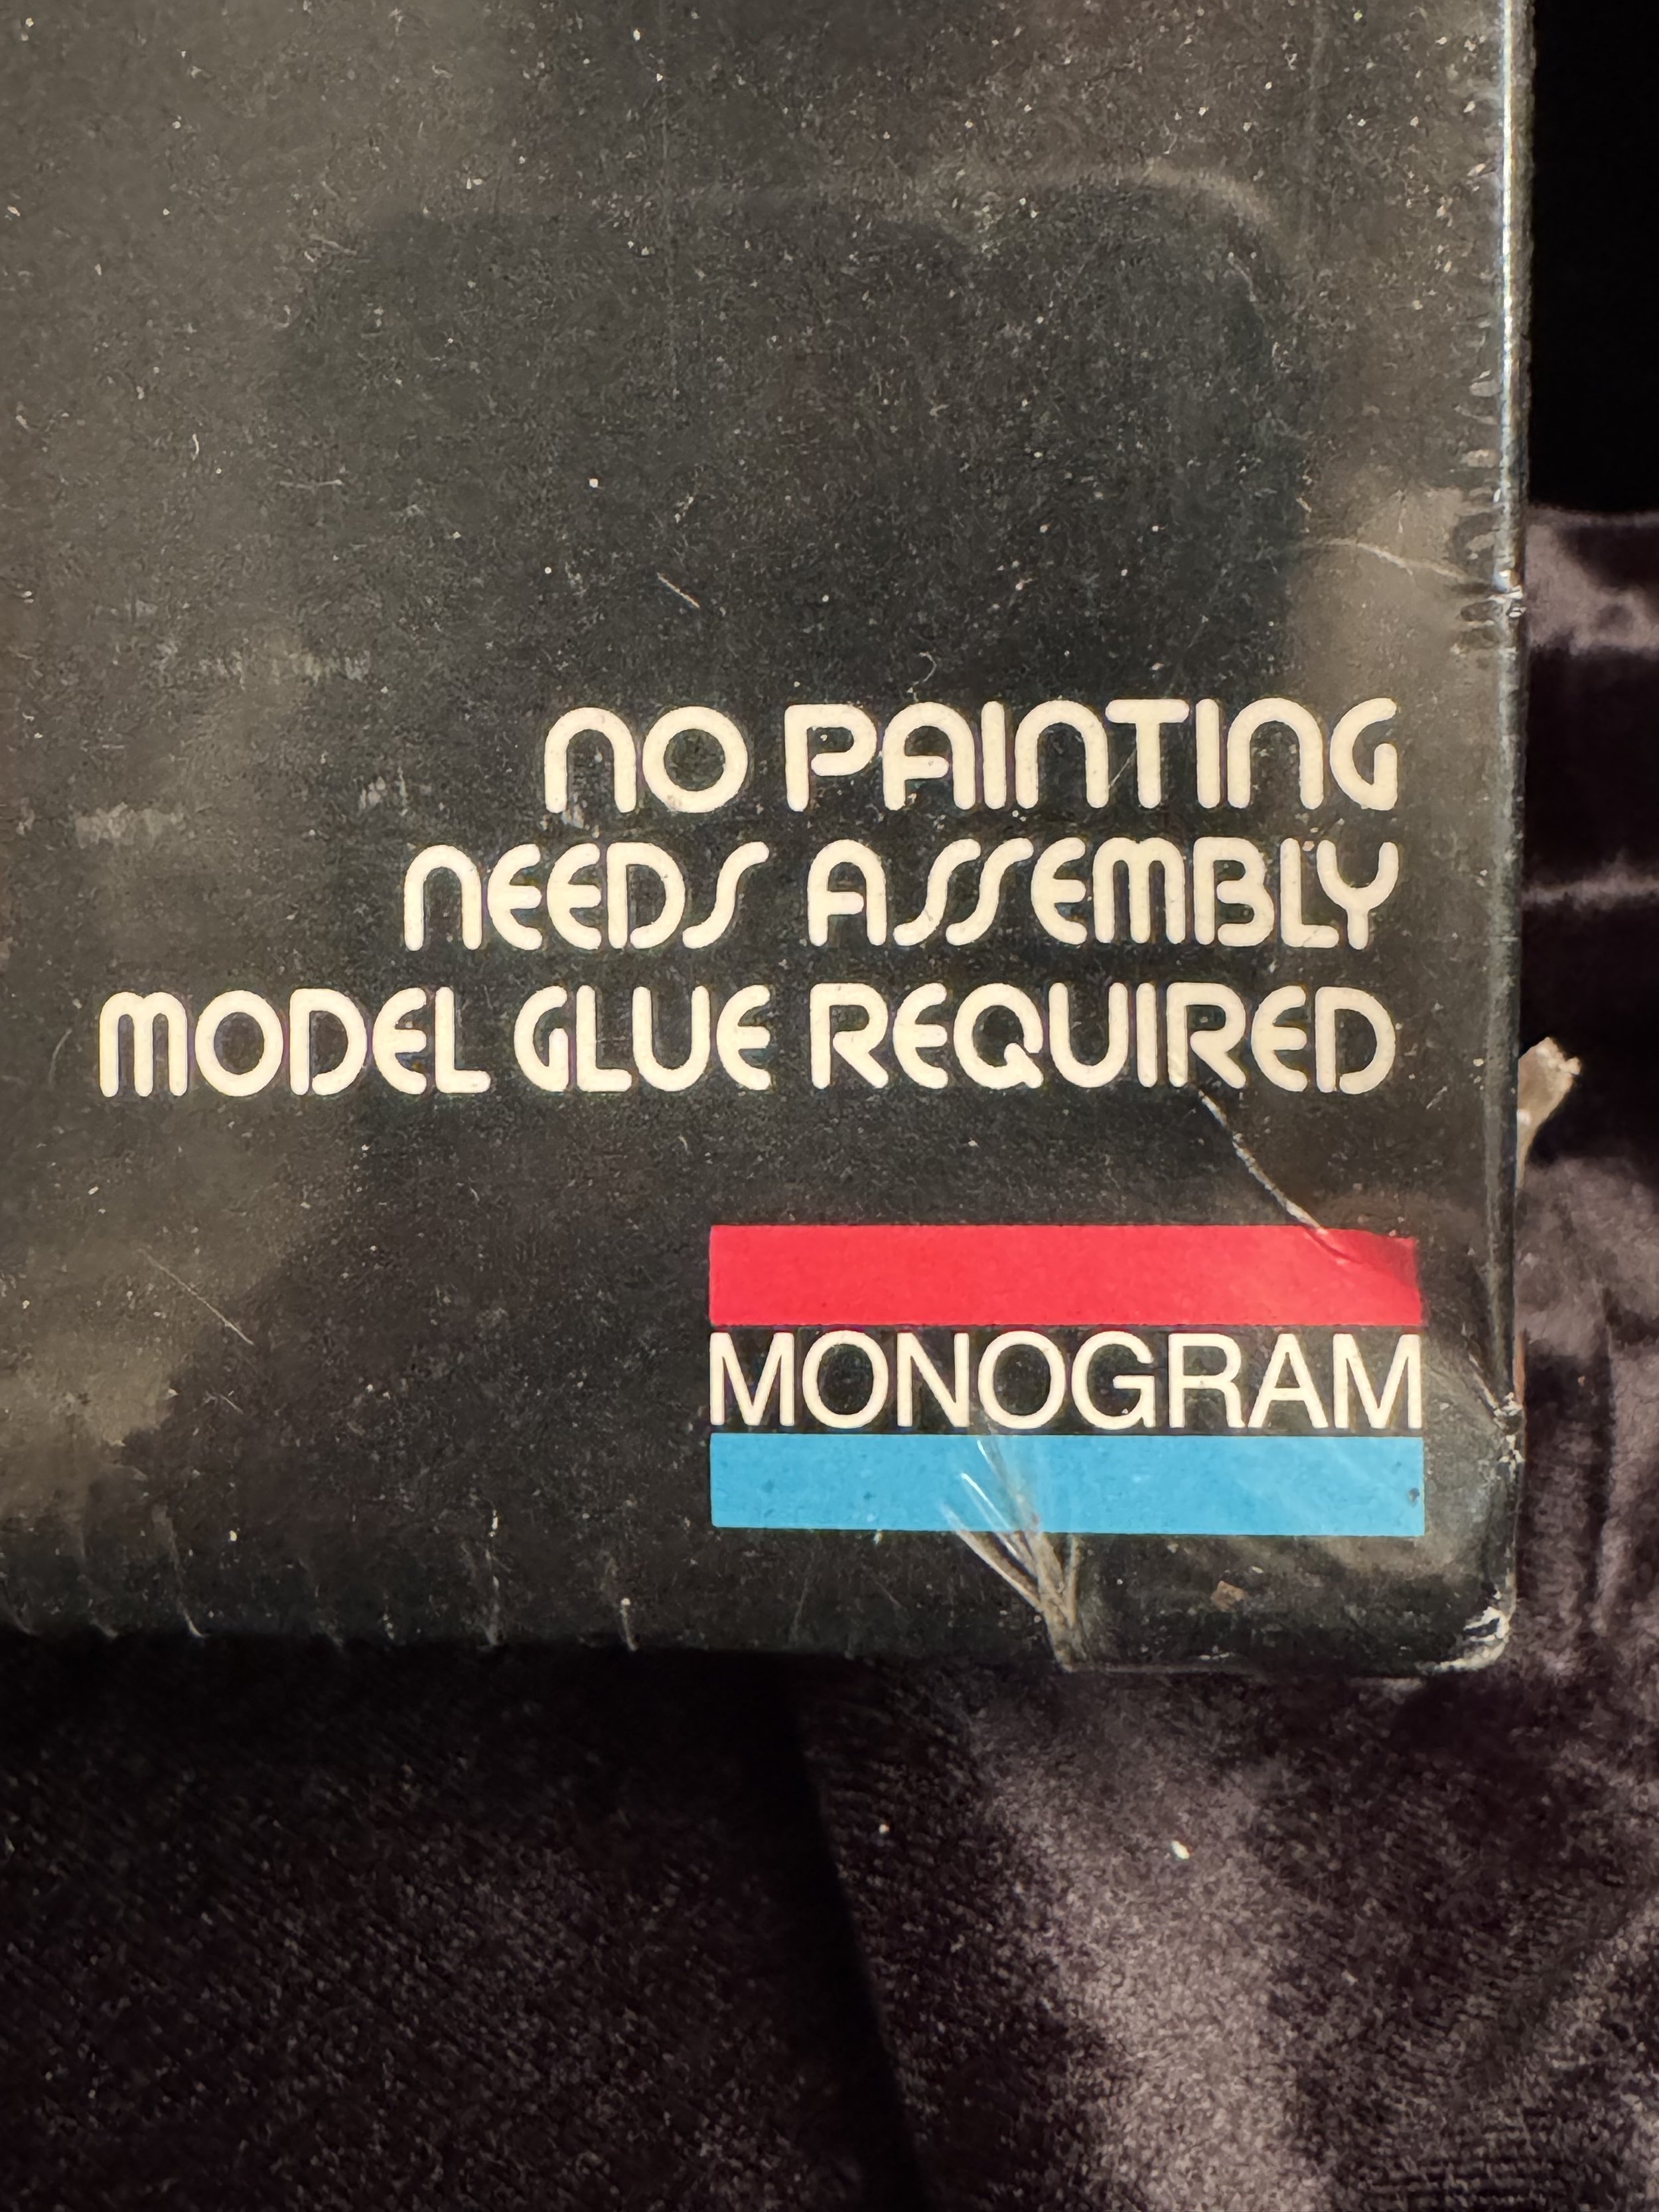 NO PAINTING
NEEDS ASSEMBLY
MODEL GLUE REQUIRED
MONOGRAM